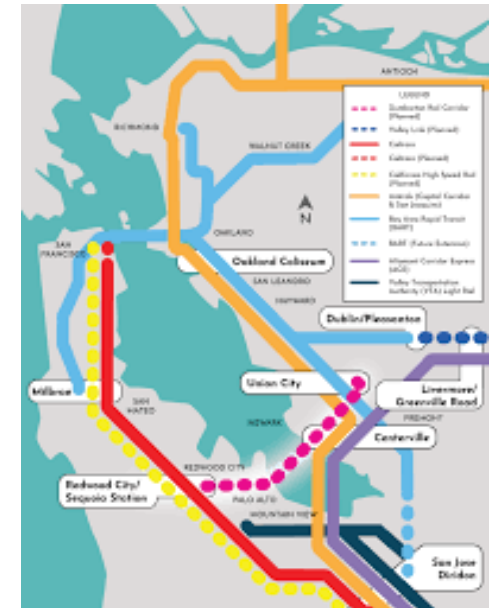 ANTIOCH
LEGEND
Dumbarton Rail Corridor
(Planned)
Valley Link (Planned)
Caltrain
Caltrain (Planned)
California High Speed Rail
(Planned)
Amtrak (Capitol Corridor
& San Joaquins)
Bay Area Rapid Transit
(BART)
BART (Future Extension)
Altamont Corridor Express
(ACE)
Valley Transportation
Authority (VTA) Light Rail
RICHMOND
WALNUT CREEK
N
OAKLAND
SAN
FRANCISCO
Oakland Coliseum
SAN LEANDRO
HAYWARD
Dublin/Pleasanton
Union City
Livermore/
Greenville Road
Millbrae
SAN
MATEO
FREMONT
NEWARK
Centerville
REDWOOD CITY
Redwood City/
Sequoia Station
PALO ALTO
MOUNTAIN VIEW
San Jose
Diridon